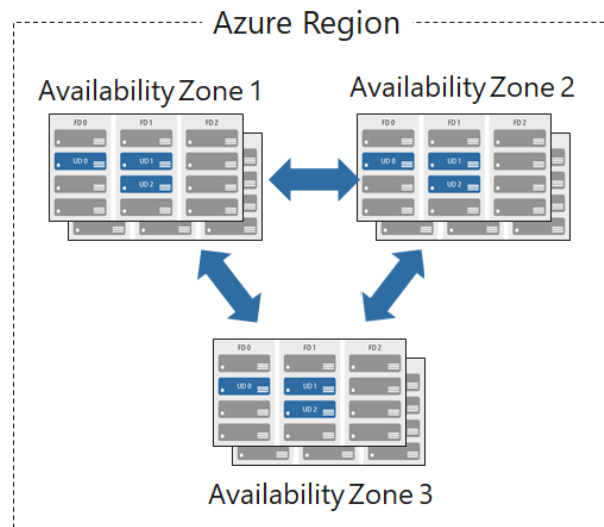 Azure Region
Availability Zone 1
Availability Zone 2
FD 0 FD 1 FD 2
UD 0 UD 1
UD 2
FD 0 FD 1 FD 2
UD 0 UD 1
UD 2
FD 0 FD 1 FD 2
UD 0 UD 1
UD 2
Availability Zone 3